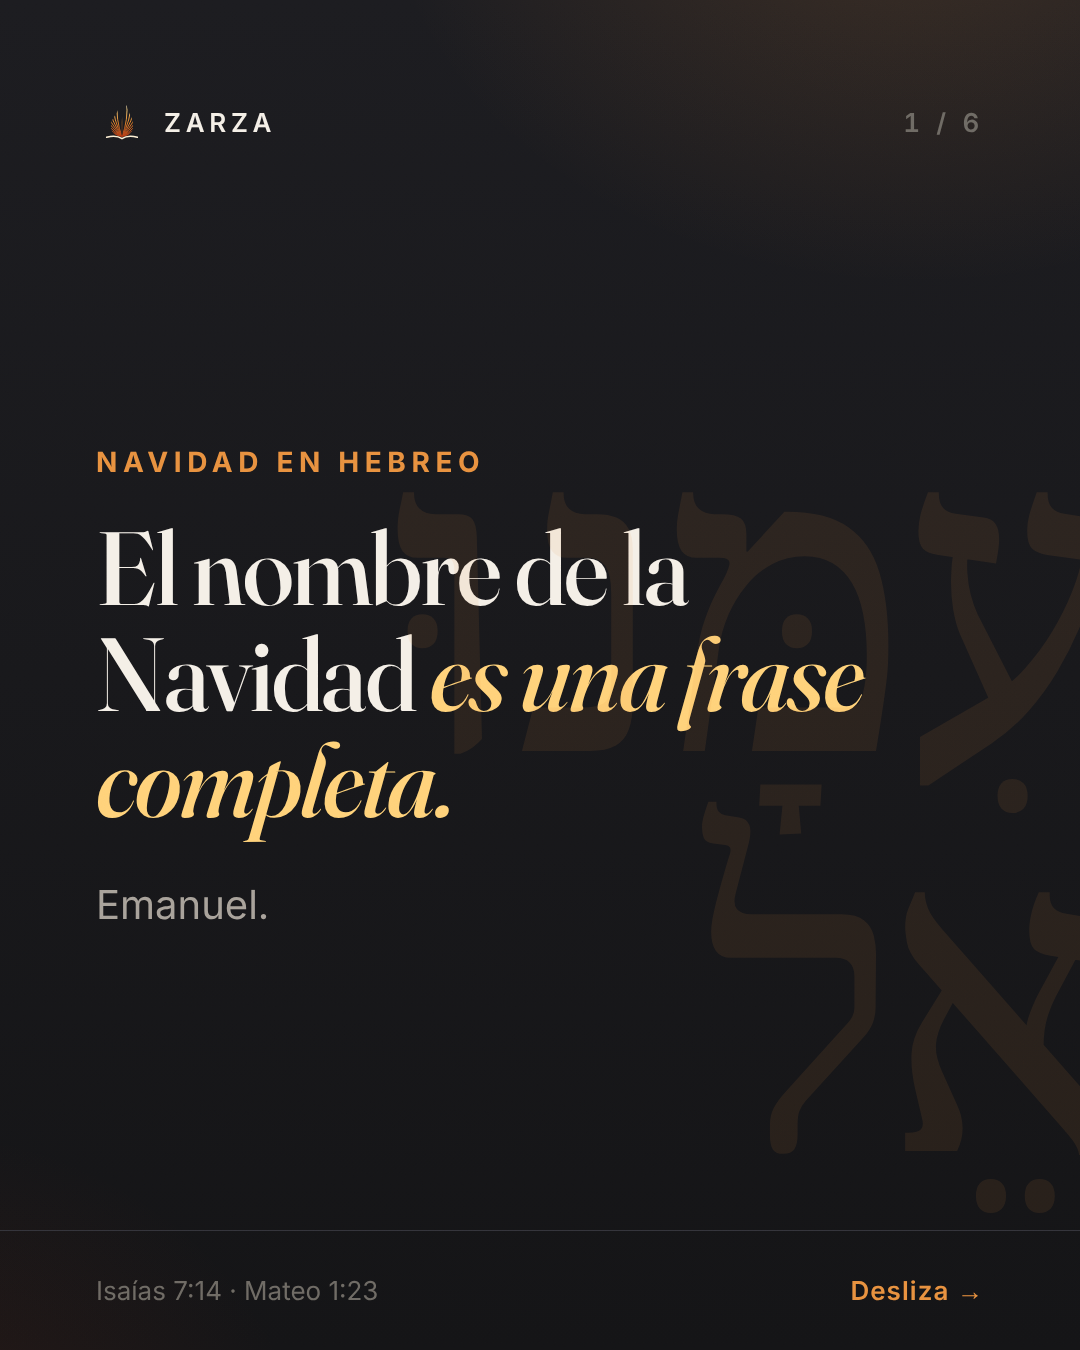 ZARZA
1 / 6
NAVIDAD EN HEBREO
El nombre de la
Navidad es una frase
completa.
Emanuel.
עִמָּנוּ
אֵל
Isaías 7:14 · Mateo 1:23
Desliza →